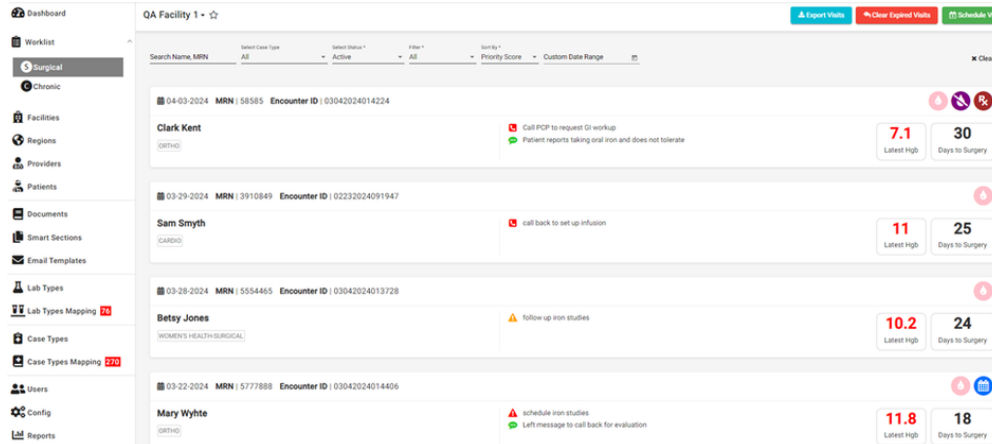 Dashboard
Worklist
S Surgical
C Chronic
Facilities
Regions
Providers
Patients
Documents
Smart Sections
Email Templates
Lab Types
Lab Types Mapping 76
Case Types
Case Types Mapping 270
Users
Config
Reports
QA Facility 1
Export Visits
Clear Expired Visits
Schedule V
Search Name, MRN
Select Case Type
All
Select Status *
Active
Filter *
All
Sort By *
Priority Score
Custom Date Range
Clea
04-03-2024 MRN | 58585 Encounter ID | 03042024014224
Clark Kent
ORTHO
Call PCP to request GI workup
Patient reports taking oral iron and does not tolerate
Rx
7.1
Latest Hgb
30
Days to Surgery
03-29-2024 MRN | 3910849 Encounter ID | 02232024091947
Sam Smyth
CARDIO
call back to set up infusion
11
Latest Hgb
25
Days to Surgery
03-28-2024 MRN | 5554465 Encounter ID | 03042024013728
Betsy Jones
WOMEN'S HEALTH-SURGICAL
follow up iron studies
10.2
Latest Hgb
24
Days to Surgery
03-22-2024 MRN | 5777888 Encounter ID | 03042024014406
Mary Whyte
ORTHO
schedule iron studies
Left message to call back for evaluation
11.8
Latest Hgb
18
Days to Surgery